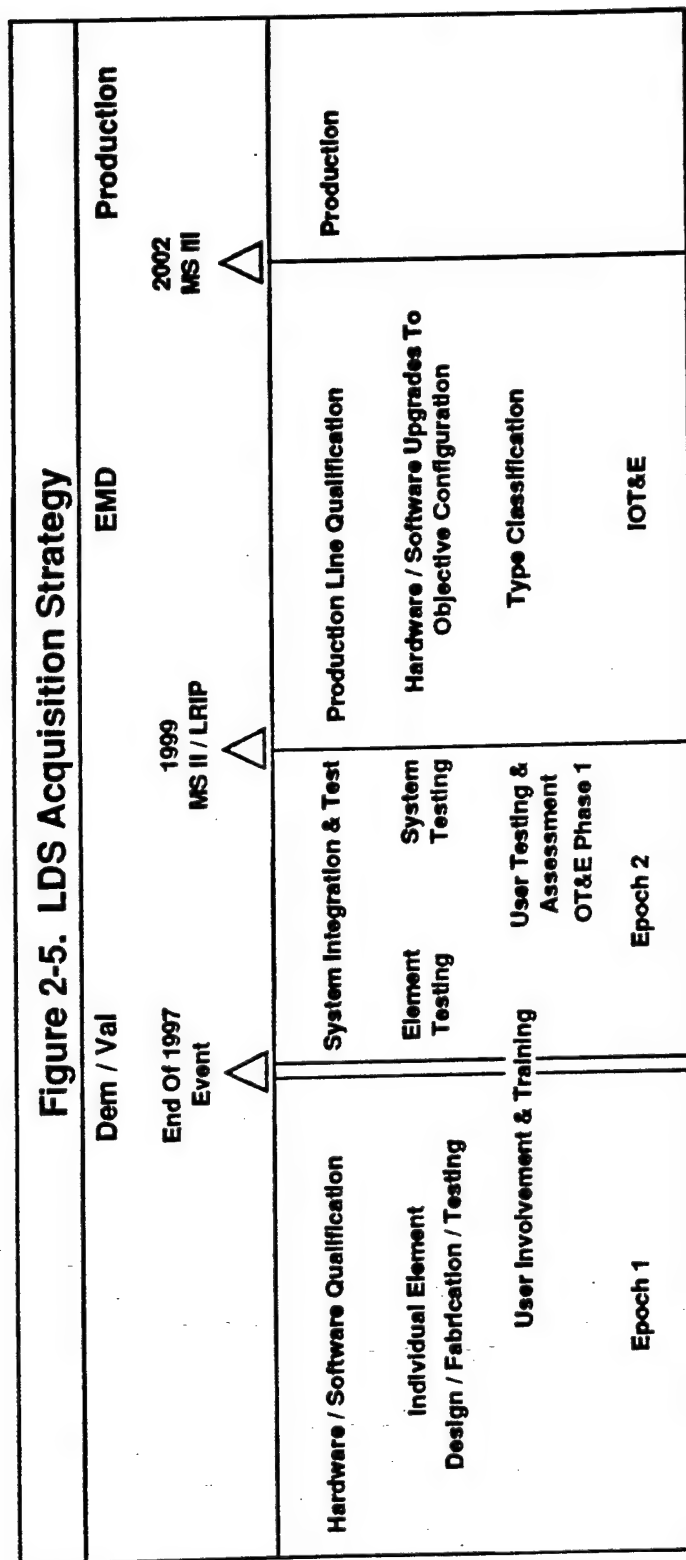 Figure 2-5. LDS Acquisition Strategy
Dem / Val
EMD
Production
End Of 1997
Event
1999
MS II / LRIP
2002
MS III
Hardware / Software Qualification
Individual Element
Design / Fabrication / Testing
User Involvement & Training
Epoch 1
System Integration & Test
Element
Testing
System
Testing
User Testing &
Assessment
OT&E Phase 1
Epoch 2
Production Line Qualification
Hardware / Software Upgrades To
Objective Configuration
Type Classification
IOT&E
Production